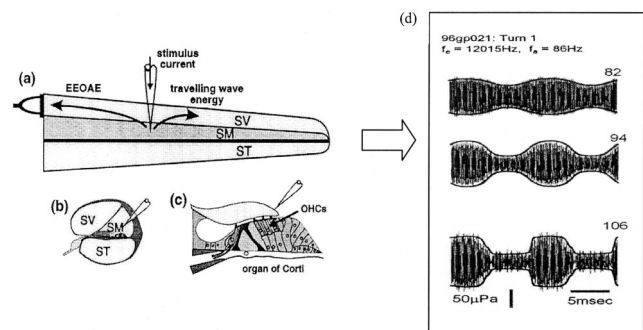 (d)
stimulus
current
(a)
EEOAE
travelling wave
energy
SV
SM
ST
(b)
SV
SM
ST
(c)
OHCs
organ of Corti
96gp021: Turn 1
fe = 12015Hz, fa = 86Hz
82
94
106
50µPa
5msec